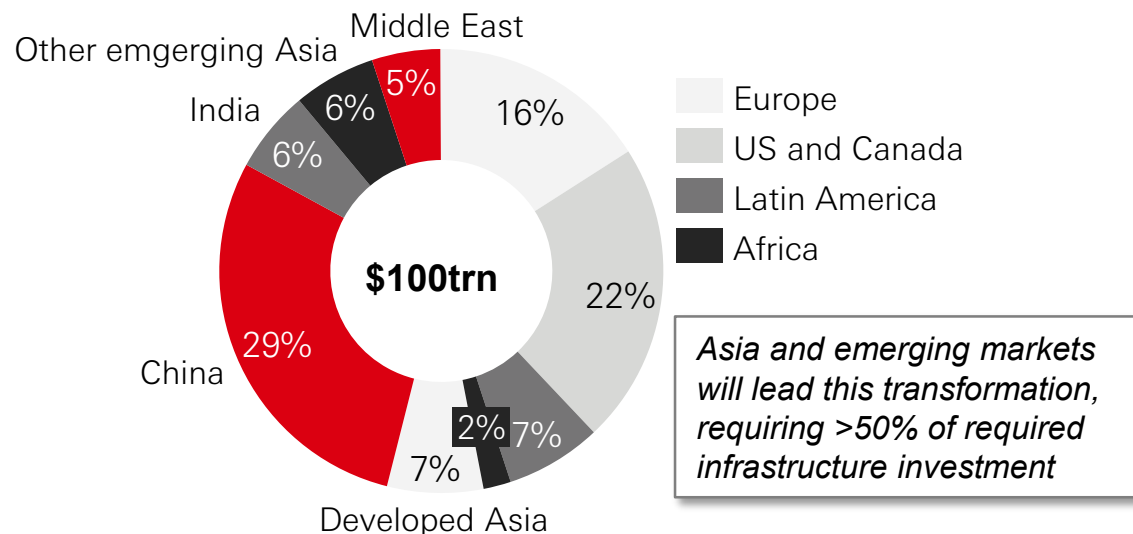 Middle East
Other emgerging Asia
India
5%
6%
6%
16%
Europe
US and Canada
Latin America
Africa
$100trn
22%
29%
China
2%
7%
7%
Developed Asia
Asia and emerging markets
will lead this transformation,
requiring >50% of required
infrastructure investment